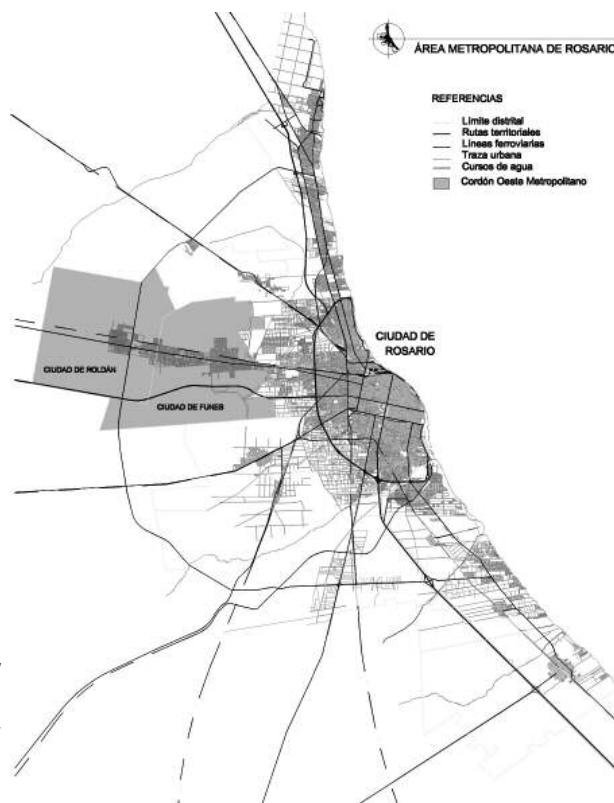 ÁREA METROPOLITANA DE ROSARIO
REFERENCIAS
Límite distrital
Rutas territoriales
Líneas ferroviarias
Traza urbana
Cursos de agua
Cordón Oeste Metropolitano
CIUDAD DE
ROSARIO
CIUDAD DE ROLDÁN
CIUDAD DE FUNES